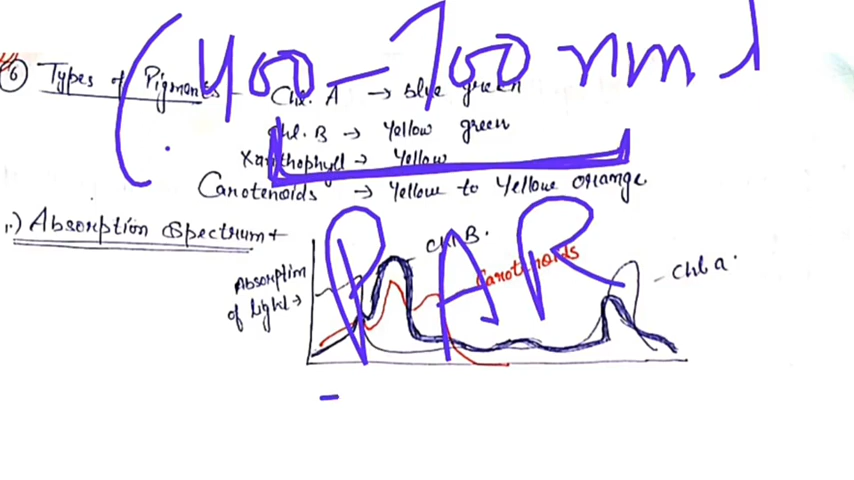 (400 - 700 nm)
6 Types of Pigments - Chl. A → blue green
Chl. B → Yellow green
Xanthophyll → Yellow
Carotenoids → Yellow to Yellow orange
PAR
Absorption Spectrum
Chl B.
Carotenoids
Chl a.
Absorption
of light →